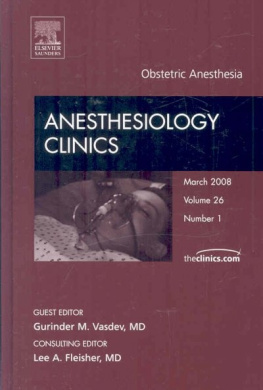 ELSEVIER
SAUNDERS
Obstetric Anesthesia
ANESTHESIOLOGY
CLINICS
March 2008
Volume 26
Number 1
theclinics.com
GUEST EDITOR
Gurinder M. Vasdev, MD
CONSULTING EDITOR
Lee A. Fleisher, MD